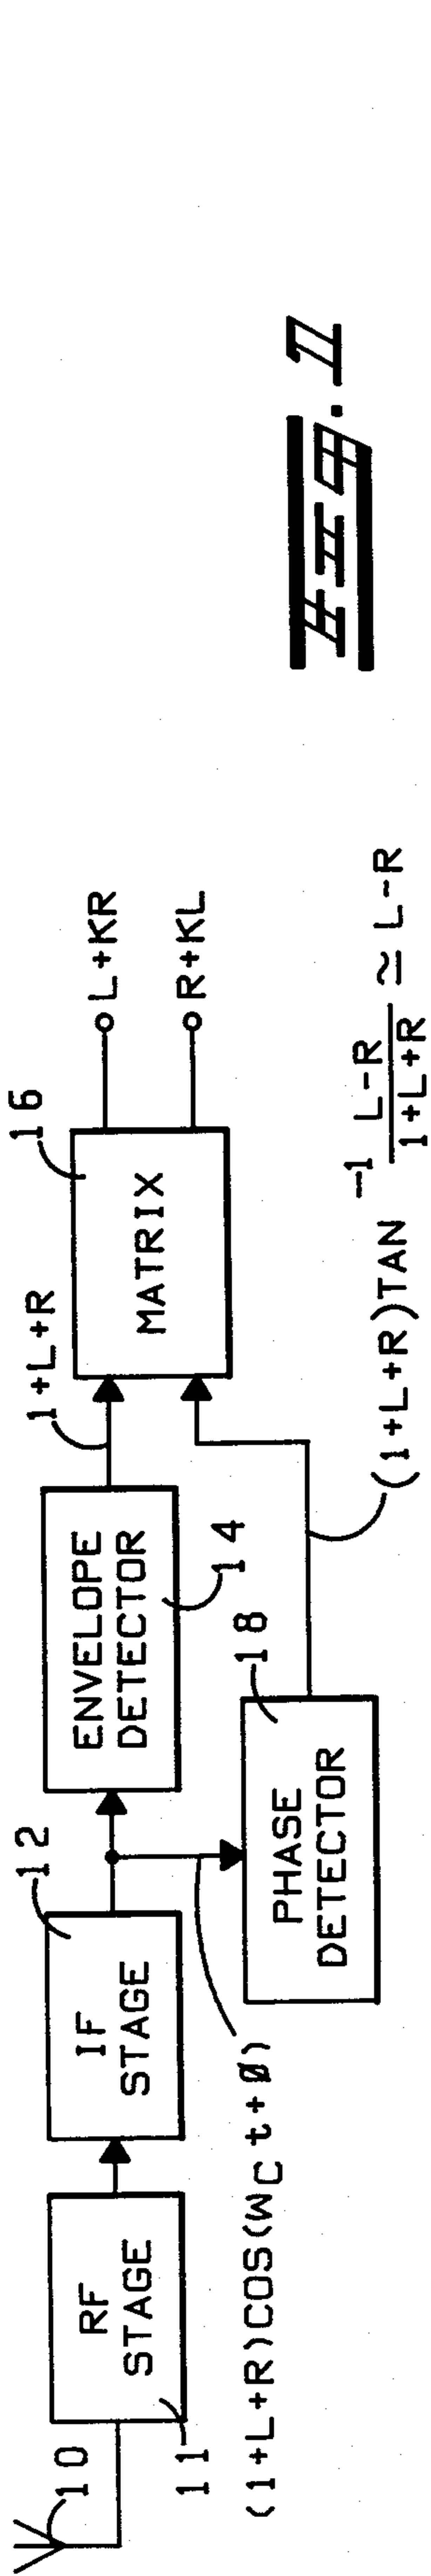 10
RF
STAGE
11
IF
STAGE
12
(1+L+R)COS(WCt+Ø)
ENVELOPE
DETECTOR
14
PHASE
DETECTOR
18
1+L+R
MATRIX
16
L+KR
R+KL
(1+L+R)TAN⁻¹ L-R/1+L+R ≃ L-R
FIG. II